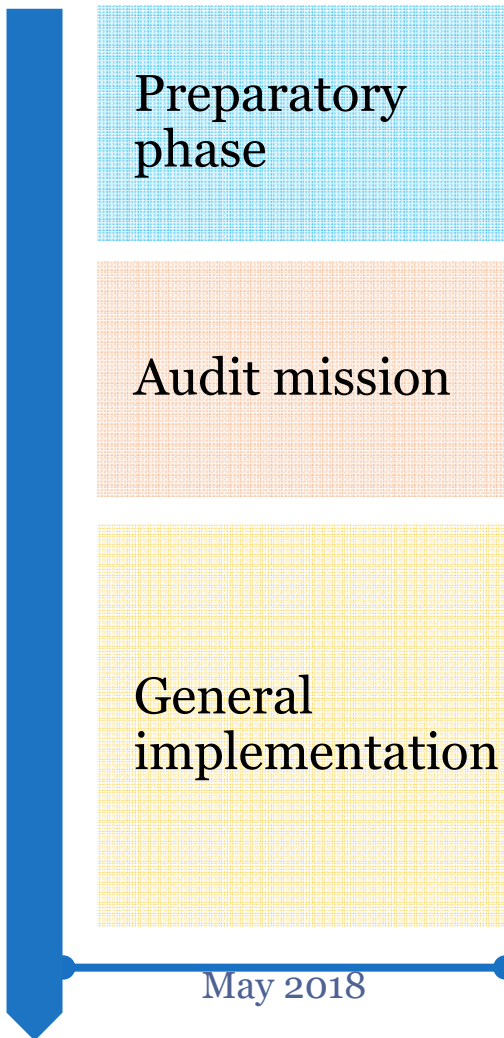 Preparatory
phase
Audit mission
General
implementation
May 2018